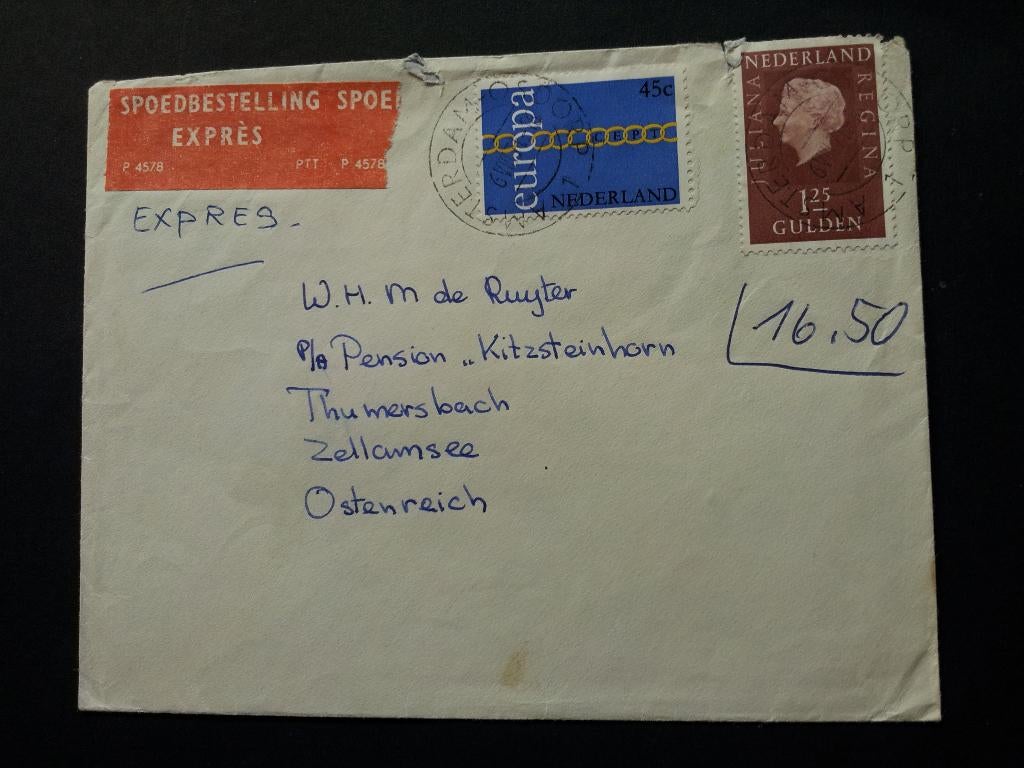 SPOEDBESTELLING SPOE
EXPRÈS
P 4578 PTT P 4578
EXPRES-
europa
45c
CEPT
NEDERLAND
AMSTERDAM
NEDERLAND
JULIANA
REGINA
1 25
GULDEN
W.H. M de Ruyter
P/a Pension „Kitzsteinhorn
Thumersbach
Zellamsee
Ostenreich
16.50